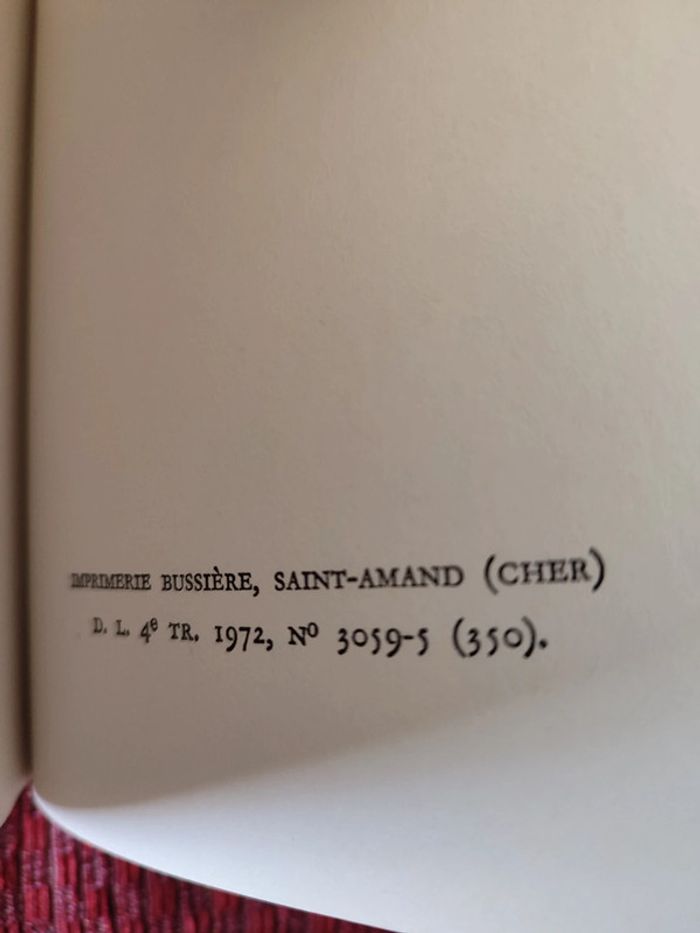 IMPRIMERIE BUSSIÈRE, SAINT-AMAND (CHER)
D. L. 4e TR. 1972, No 3059-5 (350).